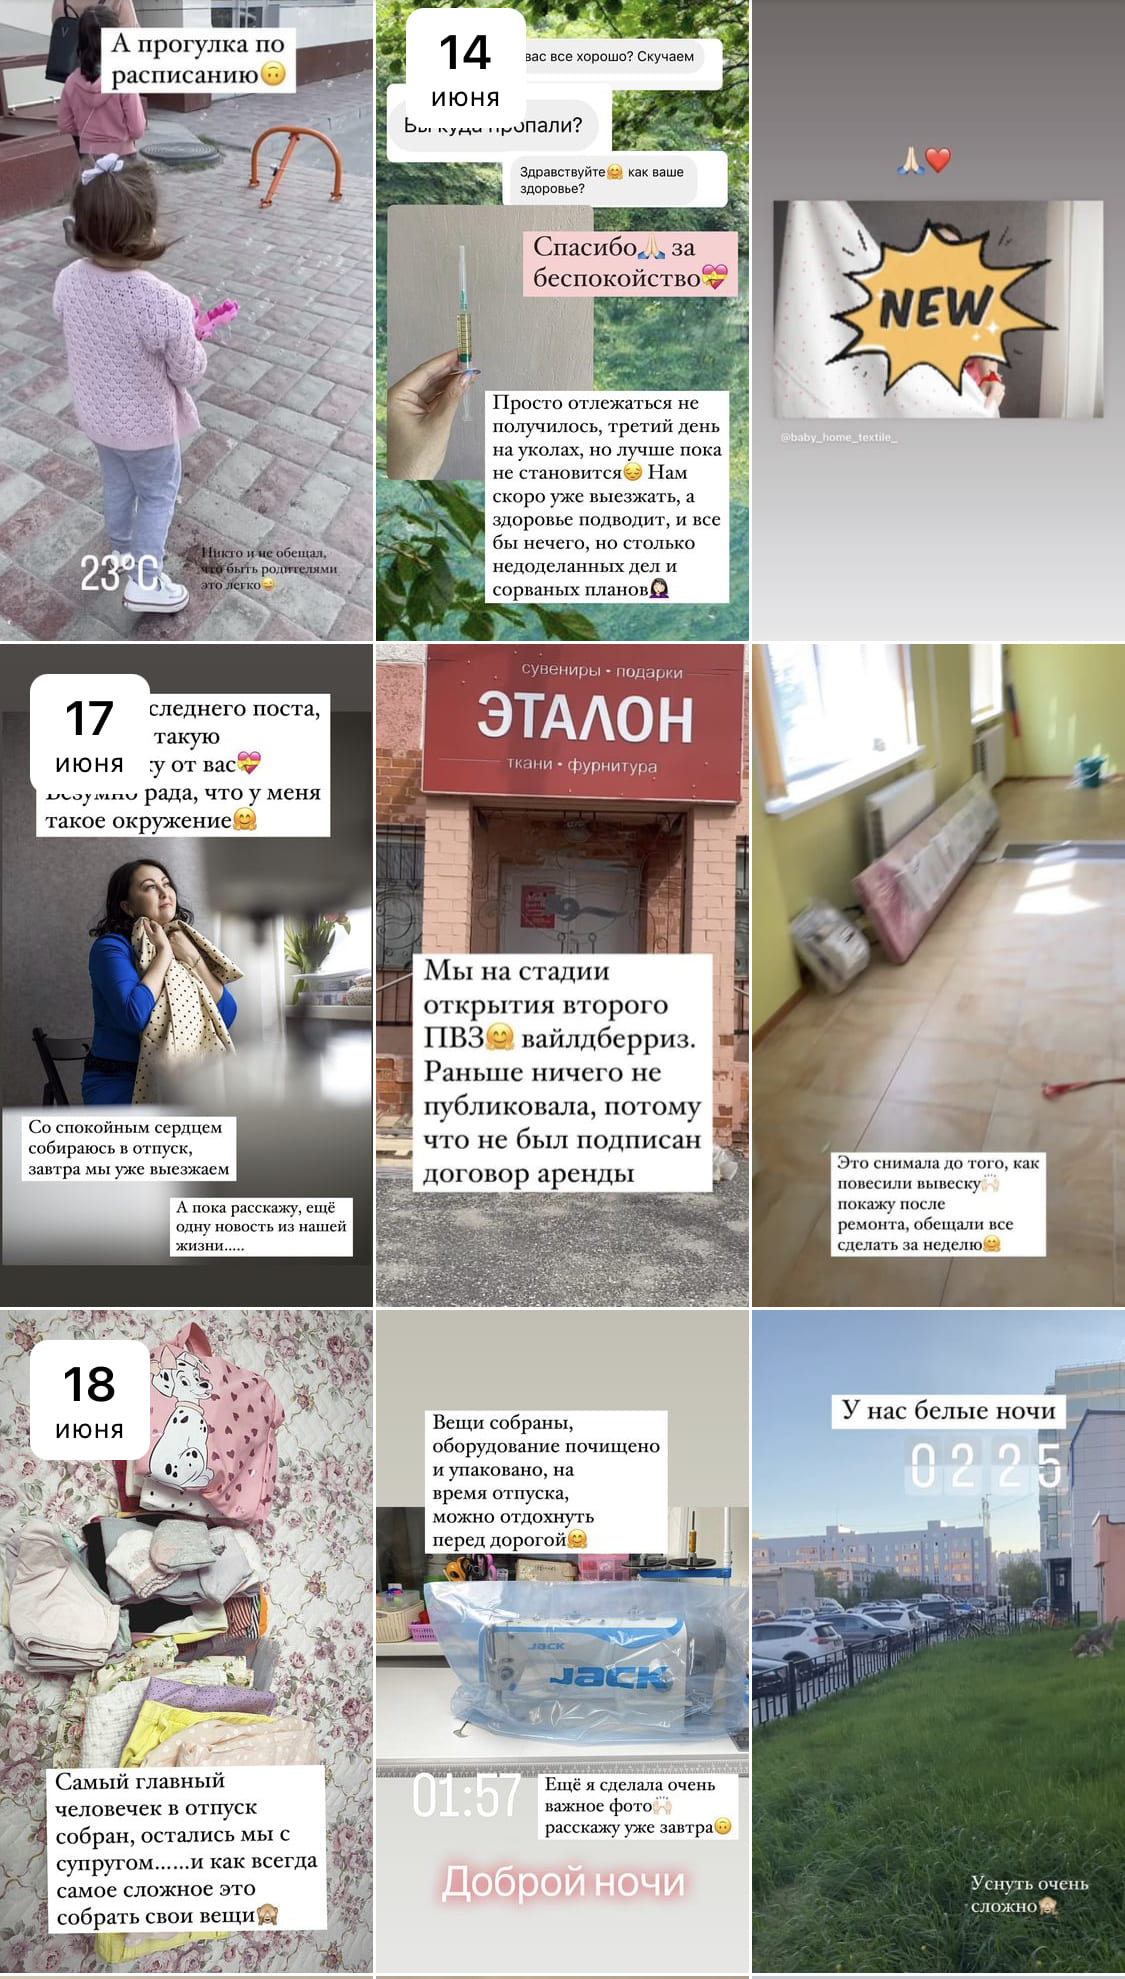 А прогулка по
расписанию🙃
23°C
Никто и не обещал,
что быть родителями
это легко😅
14
июня
вас все хорошо? Скучаем
Вы куда пропали?
Здравствуйте🤗 как ваше
здоровье?
Спасибо🙏🏻 за
беспокойство💝
Просто отлежаться не
получилось, третий день
на уколах, но лучше пока
не становится😔 Нам
скоро уже выезжать, а
здоровье подводит, и все
бы нечего, но столько
недоделанных дел и
сорваных планов🤦🏻‍♀️
🙏🏻❤️
NEW
@baby_home_textile_
17
июня
следнего поста,
такую
ку от вас💝
Безумно рада, что у меня
такое окружение🤗
Со спокойным сердцем
собираюсь в отпуск,
завтра мы уже выезжаем
А пока расскажу, ещё
одну новость из нашей
жизни.....
сувениры • подарки
ЭТАЛОН
ткани • фурнитура
Мы на стадии
открытия второго
ПВЗ🤗 вайлдберриз.
Раньше ничего не
публиковала, потому
что не был подписан
договор аренды
Это снимала до того, как
повесили вывеску🙌🏻
покажу после
ремонта, обещали все
сделать за неделю🤗
18
июня
Самый главный
человечек в отпуск
собран, остались мы с
супругом......и как всегда
самое сложное это
собрать свои вещи🙈
Вещи собраны,
оборудование почищено
и упаковано, на
время отпуска,
можно отдохнуть
перед дорогой🤗
JACK
JACK
01:57
Ещё я сделала очень
важное фото🙌🏻
расскажу уже завтра🙃
Доброй ночи
У нас белые ночи
02 25
Уснуть очень
сложно🙈